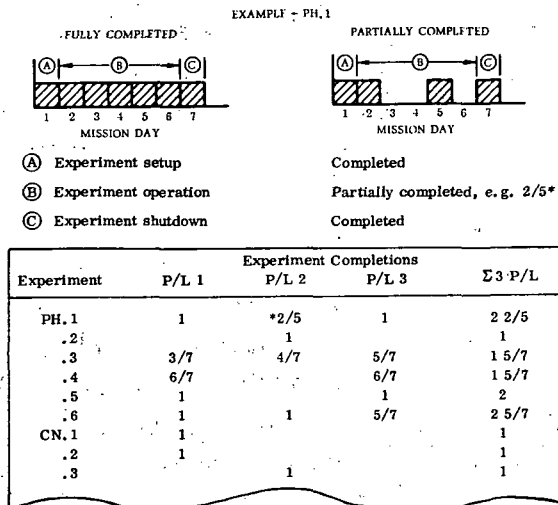 EXAMPLE - PH.1
FULLY COMPLETED
PARTIALLY COMPLETED
A B C
A B C
1 2 3 4 5 6 7
1 2 3 4 5 6 7
MISSION DAY
MISSION DAY
A Experiment setup Completed
B Experiment operation Partially completed, e.g. 2/5*
C Experiment shutdown Completed
Experiment Completions
Experiment P/L 1 P/L 2 P/L 3 Σ3 P/L
PH.1 1 *2/5 1 2 2/5
.2 1 1
.3 3/7 4/7 5/7 1 5/7
.4 6/7 6/7 1 5/7
.5 1 1 2
.6 1 1 5/7 2 5/7
CN.1 1 1
.2 1 1
.3 1 1